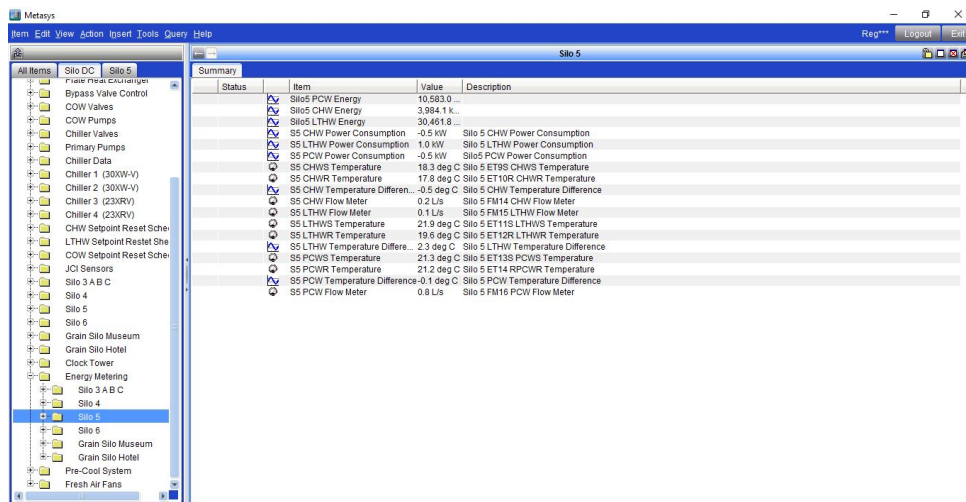 Metasys
Item Edit View Action Insert Tools Query Help
Reg*** Logout Exit
Silo 5
All Items Silo DC Silo 5
Summary
Plate Heat Exchanger
Bypass Valve Control
COW Valves
COW Pumps
Chiller Valves
Primary Pumps
Chiller Data
Chiller 1 (30XW-V)
Chiller 2 (30XW-V)
Chiller 3 (23XRV)
Chiller 4 (23XRV)
CHW Setpoint Reset Sche
LTHW Setpoint Restet She
COW Setpoint Reset Sche
JCI Sensors
Silo 3 A B C
Silo 4
Silo 5
Silo 6
Grain Silo Museum
Grain Silo Hotel
Clock Tower
Energy Metering
Silo 3 A B C
Silo 4
Silo 5
Silo 6
Grain Silo Museum
Grain Silo Hotel
Pre-Cool System
Fresh Air Fans
Status Item Value Description
Silo5 PCW Energy 10,583.0 ...
Silo5 CHW Energy 3,984.1 k...
Silo5 LTHW Energy 30,461.8 ...
S5 CHW Power Consumption -0.5 kW Silo 5 CHW Power Consumption
S5 LTHW Power Consumption 1.0 kW Silo 5 LTHW Power Consumption
S5 PCW Power Consumption -0.5 kW Silo5 PCW Power Consumption
S5 CHWS Temperature 18.3 deg C Silo 5 ET9S CHWS Temperature
S5 CHWR Temperature 17.8 deg C Silo 5 ET10R CHWR Temperature
S5 CHW Temperature Differen... -0.5 deg C Silo 5 CHW Temperature Difference
S5 CHW Flow Meter 0.2 L/s Silo 5 FM14 CHW Flow Meter
S5 LTHW Flow Meter 0.1 L/s Silo 5 FM15 LTHW Flow Meter
S5 LTHWS Temperature 21.9 deg C Silo 5 ET11S LTHWS Temperature
S5 LTHWR Temperature 19.6 deg C Silo 5 ET12R LTHWR Temperature
S5 LTHW Temperature Differe... 2.3 deg C Silo 5 LTHW Temperature Difference
S5 PCWS Temperature 21.3 deg C Silo 5 ET13S PCWS Temperature
S5 PCWR Temperature 21.2 deg C Silo 5 ET14 RPCWR Temperature
S5 PCW Temperature Difference -0.1 deg C Silo 5 PCW Temperature Difference
S5 PCW Flow Meter 0.8 L/s Silo 5 FM16 PCW Flow Meter